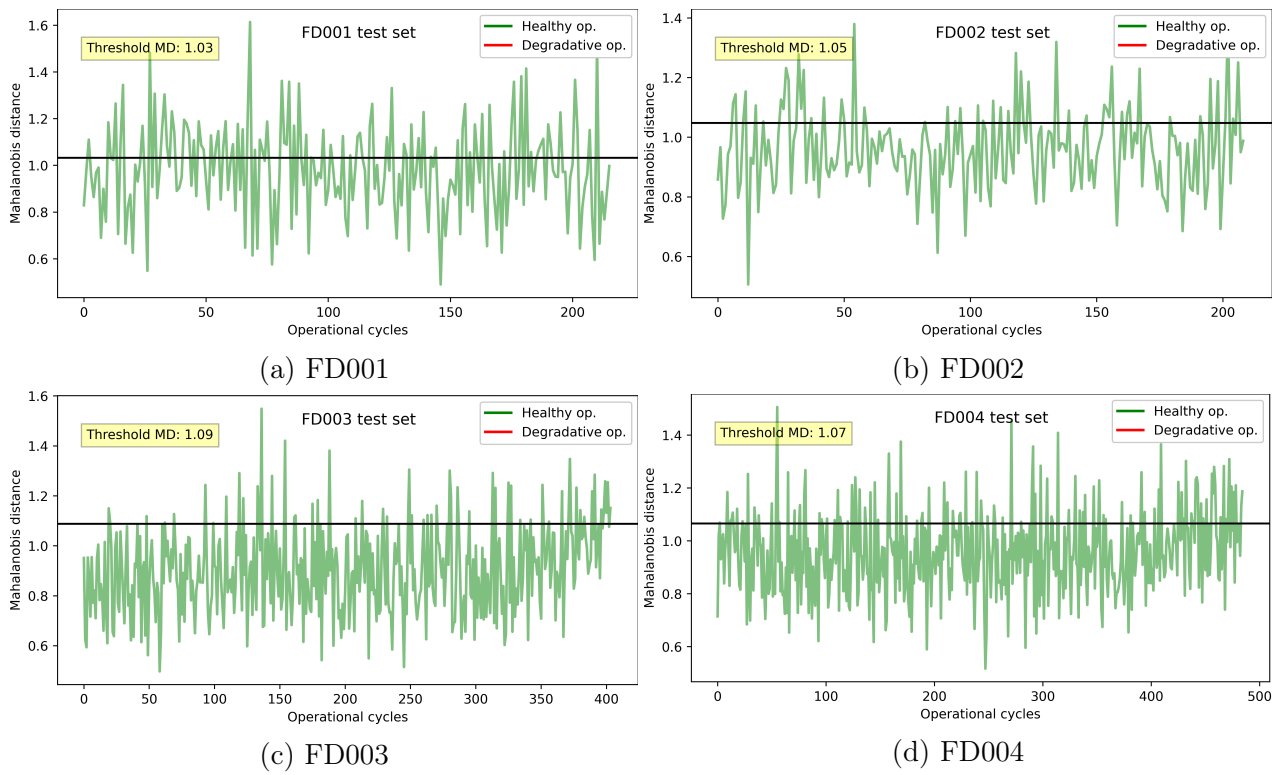 FD001 test set
Threshold MD: 1.03
Healthy op.
Degradative op.
1.6
1.4
1.2
1.0
0.8
0.6
Mahalanobis distance
0
50
100
150
200
Operational cycles
(a) FD001
FD002 test set
Threshold MD: 1.05
Healthy op.
Degradative op.
1.4
1.2
1.0
0.8
0.6
Mahalanobis distance
0
50
100
150
200
Operational cycles
(b) FD002
FD003 test set
Threshold MD: 1.09
Healthy op.
Degradative op.
1.6
1.4
1.2
1.0
0.8
0.6
Mahalanobis distance
0
50
100
150
200
250
300
350
400
Operational cycles
(c) FD003
FD004 test set
Threshold MD: 1.07
Healthy op.
Degradative op.
1.4
1.2
1.0
0.8
0.6
Mahalanobis distance
0
100
200
300
400
500
Operational cycles
(d) FD004